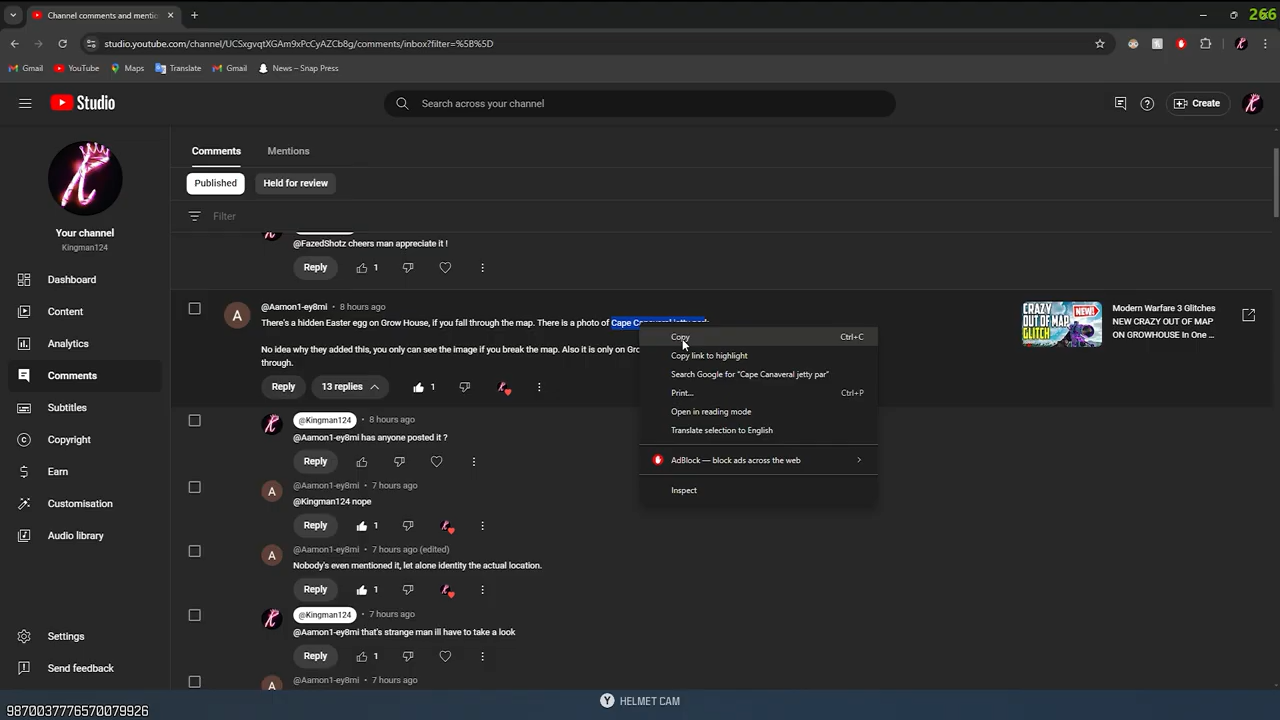 Channel comments and mentio
266
studio.youtube.com/channel/UCSxgvqtXGAm9xPcCyAZCb8g/comments/inbox?filter=%5B%5D
Gmail
YouTube
Maps
Translate
Gmail
News – Snap Press
Studio
Search across your channel
Create
Comments
Mentions
Published
Held for review
Filter
Your channel
Kingman124
Dashboard
Content
Analytics
Comments
Subtitles
Copyright
Earn
Customisation
Audio library
Settings
Send feedback
@FazedShotz cheers man appreciate it !
Reply 1
@Aamon1-ey8mi • 8 hours ago
There's a hidden Easter egg on Grow House, if you fall through the map. There is a photo of Cape Canaveral jetty park
No idea why they added this, you only can see the image if you break the map. Also it is only on Gro
through.
Reply 13 replies 1
CRAZY NEW!
OUT OF MAP
GLITCH
Modern Warfare 3 Glitches
NEW CRAZY OUT OF MAP
on GROWHOUSE In One ...
Copy Ctrl+C
Copy link to highlight
Search Google for "Cape Canaveral jetty par"
Print... Ctrl+P
Open in reading mode
Translate selection to English
AdBlock — block ads across the web
Inspect
@Kingman124 • 8 hours ago
@Aamon1-ey8mi has anyone posted it ?
Reply
@Aamon1-ey8mi • 7 hours ago
@Kingman124 nope
Reply 1
@Aamon1-ey8mi • 7 hours ago (edited)
Nobody's even mentioned it, let alone identity the actual location.
Reply 1
@Kingman124 • 7 hours ago
@Aamon1-ey8mi that's strange man ill have to take a look
Reply 1
@Aamon1-ey8mi • 7 hours ago
Y HELMET CAM
9870037776570079926